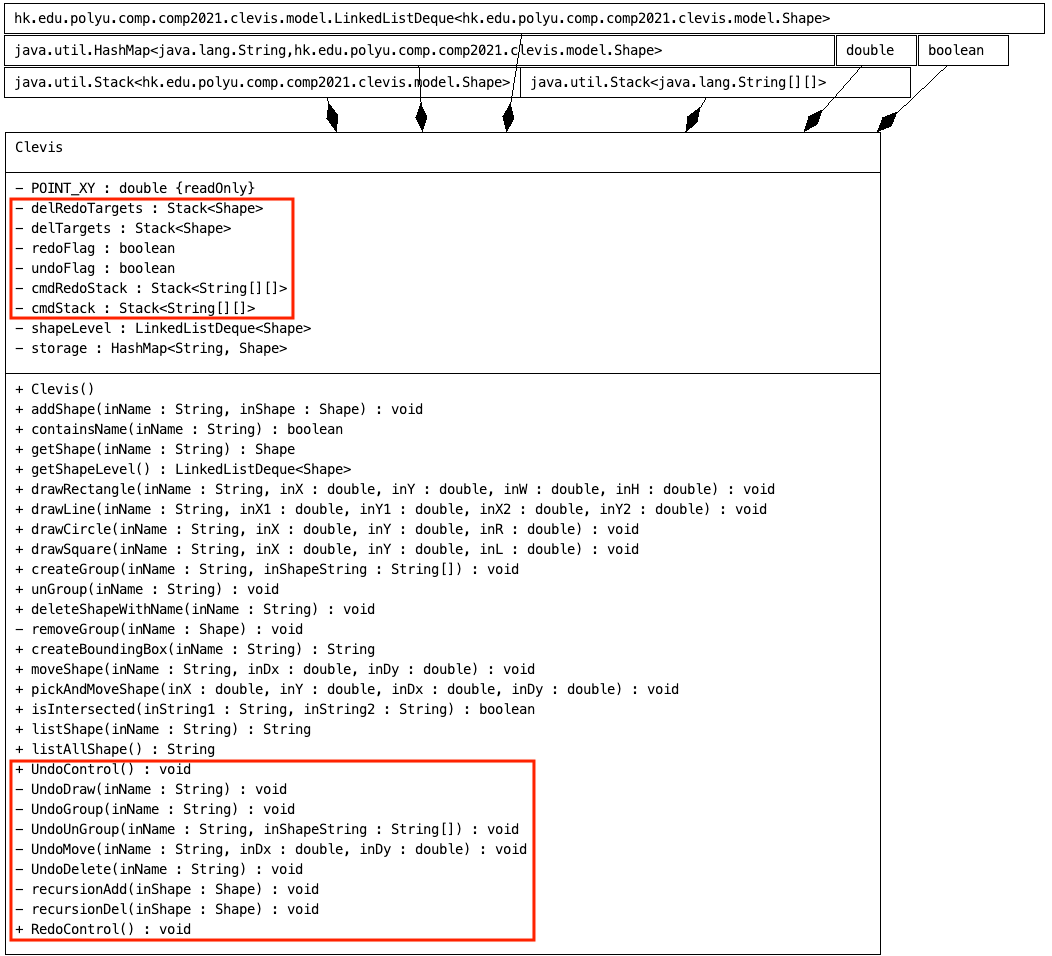 hk.edu.polyu.comp.comp2021.clevis.model.LinkedListDeque<hk.edu.polyu.comp.comp2021.clevis.model.Shape>
java.util.HashMap<java.lang.String,hk.edu.polyu.comp.comp2021.clevis.model.Shape> double boolean
java.util.Stack<hk.edu.polyu.comp.comp2021.clevis.model.Shape> java.util.Stack<java.lang.String[][]>
Clevis
- POINT_XY : double {readOnly}
- delRedoTargets : Stack<Shape>
- delTargets : Stack<Shape>
- redoFlag : boolean
- undoFlag : boolean
- cmdRedoStack : Stack<String[][]>
- cmdStack : Stack<String[][]>
- shapeLevel : LinkedListDeque<Shape>
- storage : HashMap<String, Shape>
+ Clevis()
+ addShape(inName : String, inShape : Shape) : void
+ containsName(inName : String) : boolean
+ getShape(inName : String) : Shape
+ getShapeLevel() : LinkedListDeque<Shape>
+ drawRectangle(inName : String, inX : double, inY : double, inW : double, inH : double) : void
+ drawLine(inName : String, inX1 : double, inY1 : double, inX2 : double, inY2 : double) : void
+ drawCircle(inName : String, inX : double, inY : double, inR : double) : void
+ drawSquare(inName : String, inX : double, inY : double, inL : double) : void
+ createGroup(inName : String, inShapeString : String[]) : void
+ unGroup(inName : String) : void
+ deleteShapeWithName(inName : String) : void
- removeGroup(inName : Shape) : void
+ createBoundingBox(inName : String) : String
+ moveShape(inName : String, inDx : double, inDy : double) : void
+ pickAndMoveShape(inX : double, inY : double, inDx : double, inDy : double) : void
+ isIntersected(inString1 : String, inString2 : String) : boolean
+ listShape(inName : String) : String
+ listAllShape() : String
+ UndoControl() : void
- UndoDraw(inName : String) : void
- UndoGroup(inName : String) : void
- UndoUnGroup(inName : String, inShapeString : String[]) : void
- UndoMove(inName : String, inDx : double, inDy : double) : void
- UndoDelete(inName : String) : void
- recursionAdd(inShape : Shape) : void
- recursionDel(inShape : Shape) : void
+ RedoControl() : void